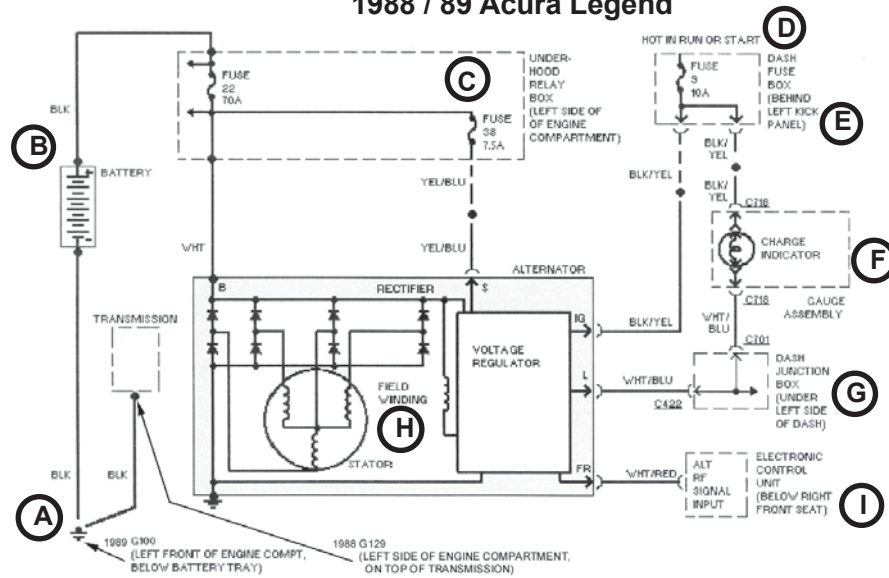 1988 / 89 Acura Legend
HOT IN RUN OR START
D
FUSE
22
70A
C
FUSE
38
7.5A
UNDER-
HOOD
RELAY
BOX
(LEFT SIDE OF
OF ENGINE
COMPARTMENT)
FUSE
9
10A
DASH
FUSE
BOX
(BEHIND
LEFT KICK
PANEL)
E
BLK
B
BATTERY
- 
YEL/BLU
YEL/BLU
BLK/YEL
BLK/
YEL
BLK/
YEL
C718
CHARGE
INDICATOR
F
C718
GAUGE
ASSEMBLY
WHT/
BLU
C701
WHT
ALTERNATOR
B
RECTIFIER
S
IG
BLK/YEL
VOLTAGE
REGULATOR
L
WHT/BLU
C422
DASH
JUNCTION
BOX
(UNDER
LEFT SIDE
OF DASH)
G
TRANSMISSION
FIELD
WINDING
H
STATOR
FR
WHT/RED
ALT
RF
SIGNAL
INPUT
ELECTRONIC
CONTROL
UNIT
(BELOW RIGHT
FRONT SEAT)
I
BLK
BLK
A
1989 G100
(LEFT FRONT OF ENGINE COMPT,
BELOW BATTERY TRAY)
1988 G129
(LEFT SIDE OF ENGINE COMPARTMENT,
ON TOP OF TRANSMISSION)